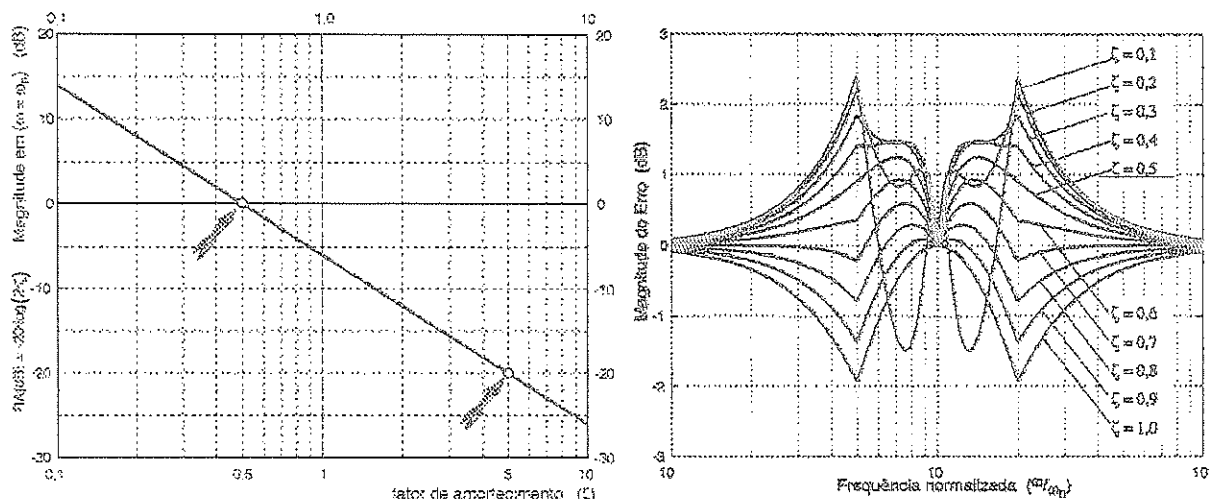 0,1 1,0 10
20 20
10 10
0 0
-10 -10
-20 -20
-30 -30
0,1 0,5 1 5 10
Magnitude em (ω = ωn) (dB)
fator de amortecimento (ζ)
3
2
1
0
-1
-2
-3
Magnitude do Erro (dB)
ζ = 0,1
ζ = 0,2
ζ = 0,3
ζ = 0,4
ζ = 0,5
ζ = 0,6
ζ = 0,7
ζ = 0,8
ζ = 0,9
ζ = 1,0
10 10 10
Frequência normalizada (ω/ωn)